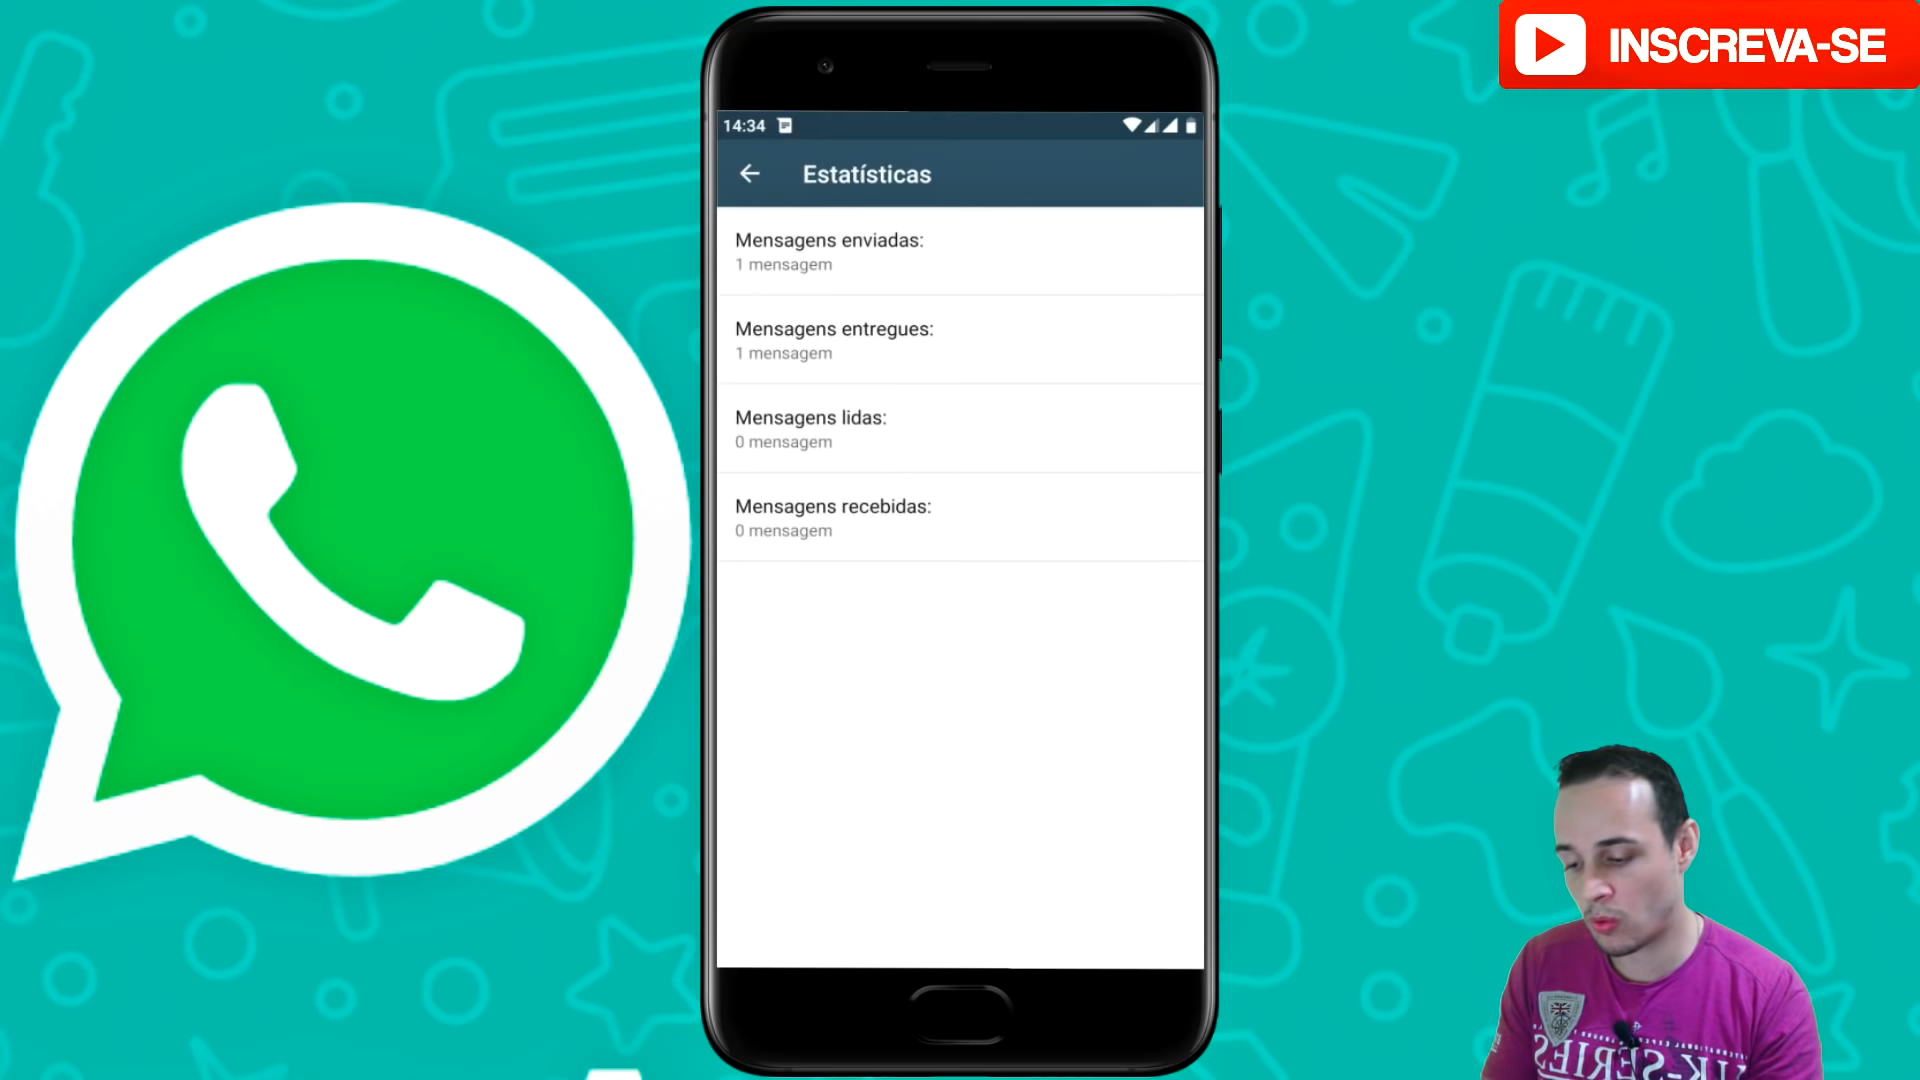 INSCREVA-SE
14:34
Estatísticas
Mensagens enviadas:
1 mensagem
Mensagens entregues:
1 mensagem
Mensagens lidas:
0 mensagem
Mensagens recebidas:
0 mensagem